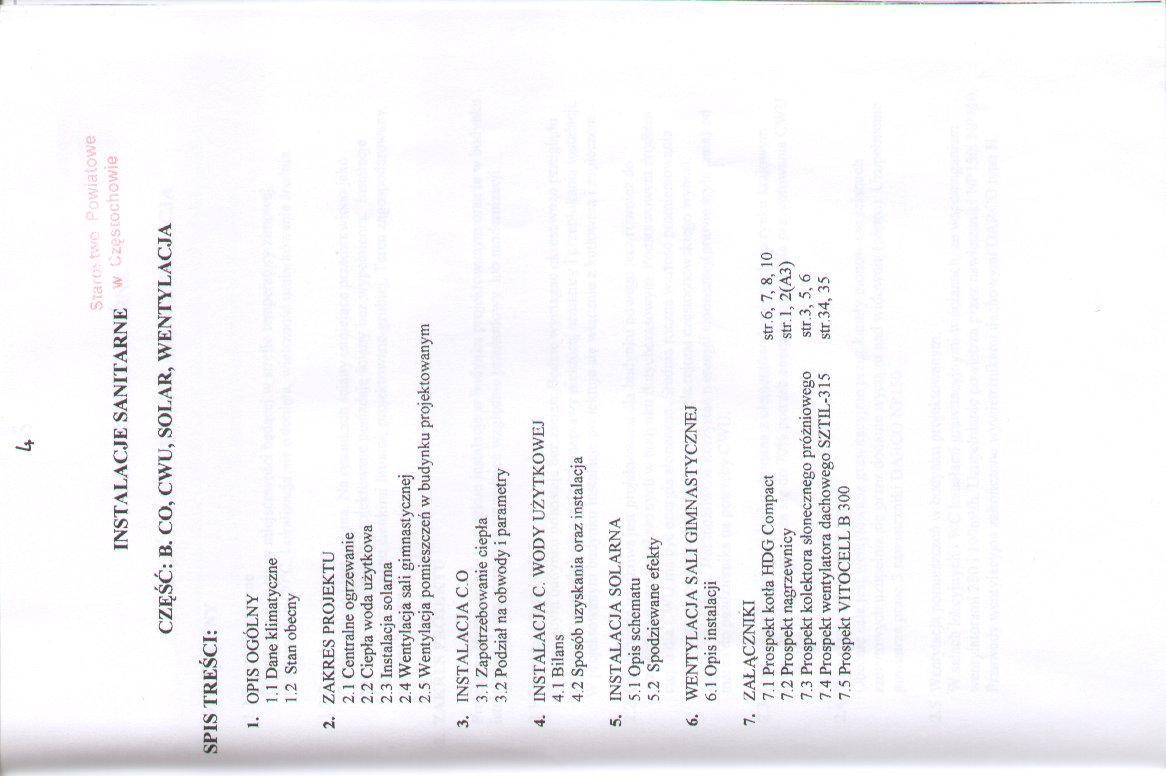 4
Starostwo Powiatowe
w Częstochowie
INSTALACJE SANITARNE
CZĘŚĆ: B. CO, CWU, SOLAR, WENTYLACJA
SPIS TREŚCI:
1. OPIS OGÓLNY
1.1 Dane klimatyczne
1.2 Stan obecny
2. ZAKRES PROJEKTU
2.1 Centralne ogrzewanie
2.2 Ciepła woda użytkowa
2.3 Instalacja solarna
2.4 Wentylacja sali gimnastycznej
2.5 Wentylacja pomieszczeń w budynku projektowanym
3. INSTALACJA C.O
3.1 Zapotrzebowanie ciepła
3.2 Podział na obwody i parametry
4. INSTALACJA C. WODY UŻYTKOWEJ
4.1 Bilans
4.2 Sposób uzyskania oraz instalacja
5. INSTALACJA SOLARNA
5.1 Opis schematu
5.2 Spodziewane efekty
6. WENTYLACJA SALI GIMNASTYCZNEJ
6.1 Opis instalacji
7. ZAŁĄCZNIKI
7.1 Prospekt kotła HDG Compact str.6, 7, 8, 10
7.2 Prospekt nagrzewnicy str.1, 2(A3)
7.3 Prospekt kolektora słonecznego próżniowego str.3, 5, 6
7.4 Prospekt wentylatora dachowego SZTIL-315 str.34, 35
7.5 Prospekt VITOCELL B 300